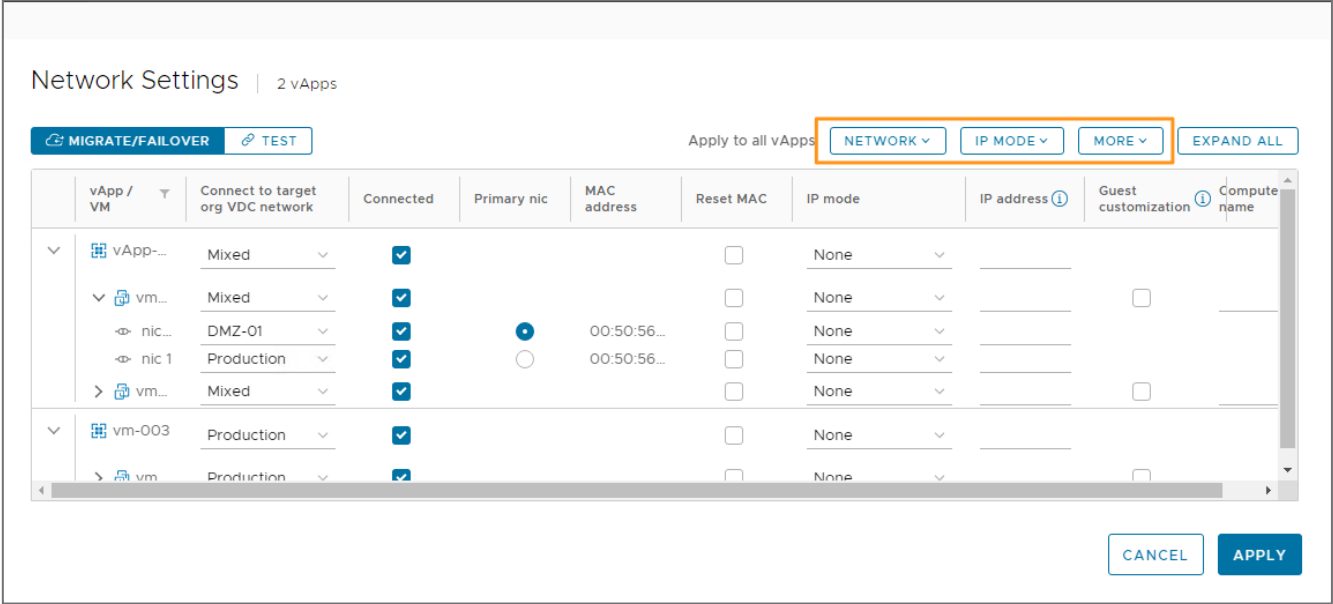 Network Settings | 2 vApps
MIGRATE/FAILOVER TEST Apply to all vApps NETWORK IP MODE MORE EXPAND ALL
vApp / VM Connect to target org VDC network Connected Primary nic MAC address Reset MAC IP mode IP address Guest customization Compute name
vApp-... Mixed None
vm... Mixed None
nic... DMZ-01 00:50:56... None
nic 1 Production 00:50:56... None
vm... Mixed None
vm-003 Production None
vm Production None
CANCEL APPLY